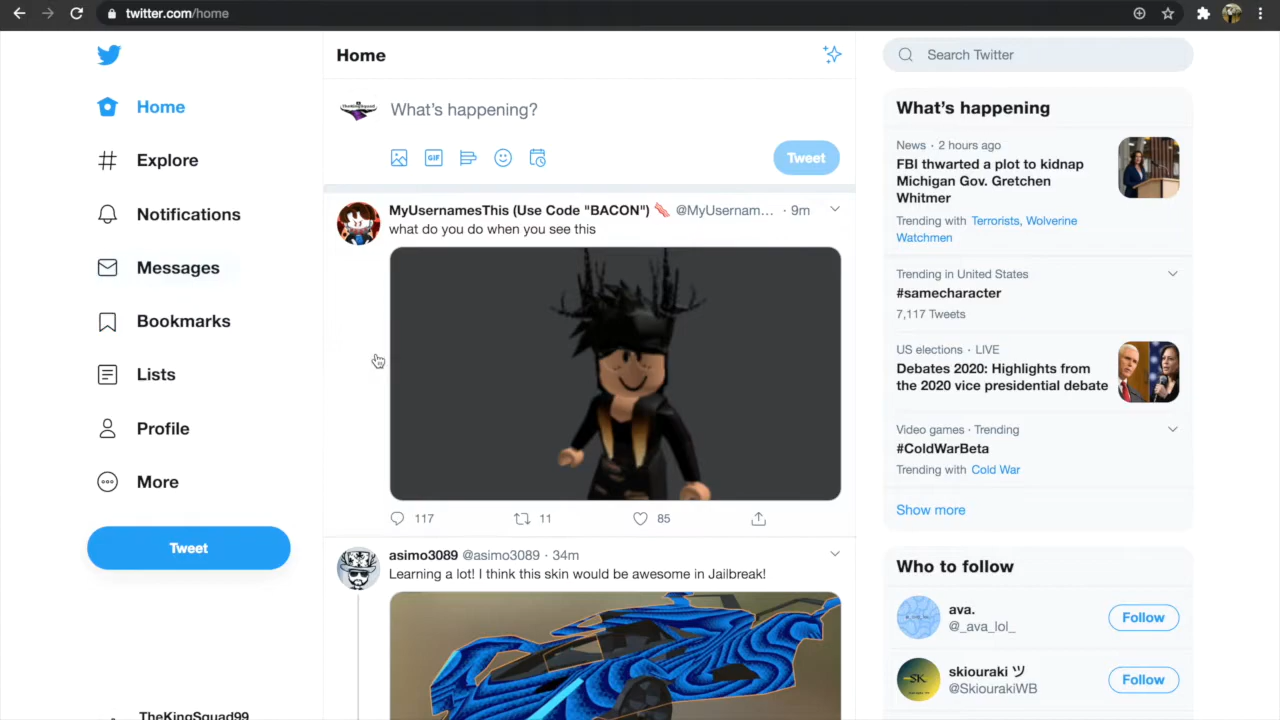 twitter.com/home
Home
Explore
Notifications
Messages
Bookmarks
Lists
Profile
More
Tweet
TheKingSquad99
Home
TheKingSquad
What's happening?
GIF
Tweet
MyUsernamesThis (Use Code "BACON") 🥓 @MyUsernam... · 9m
what do you do when you see this
117
11
85
asimo3089 @asimo3089 · 34m
Learning a lot! I think this skin would be awesome in Jailbreak!
Search Twitter
What's happening
News · 2 hours ago
FBI thwarted a plot to kidnap
Michigan Gov. Gretchen
Whitmer
Trending with Terrorists, Wolverine
Watchmen
Trending in United States
#samecharacter
7,117 Tweets
US elections · LIVE
Debates 2020: Highlights from
the 2020 vice presidential debate
Video games · Trending
#ColdWarBeta
Trending with Cold War
Show more
Who to follow
ava.
@_ava_lol_
Follow
SK
skiouraki ツ
@SkiourakiWB
Follow